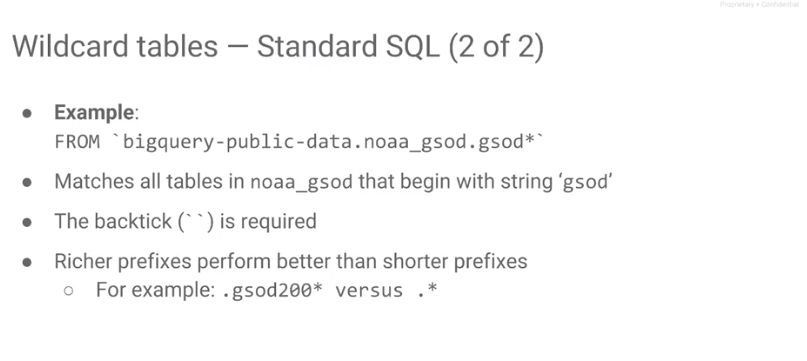 Proprietary + Confidential
Wildcard tables — Standard SQL (2 of 2)
● Example:
FROM `bigquery-public-data.noaa_gsod.gsod*`
● Matches all tables in noaa_gsod that begin with string ‘gsod’
● The backtick (``) is required
● Richer prefixes perform better than shorter prefixes
○ For example: .gsod200* versus .*